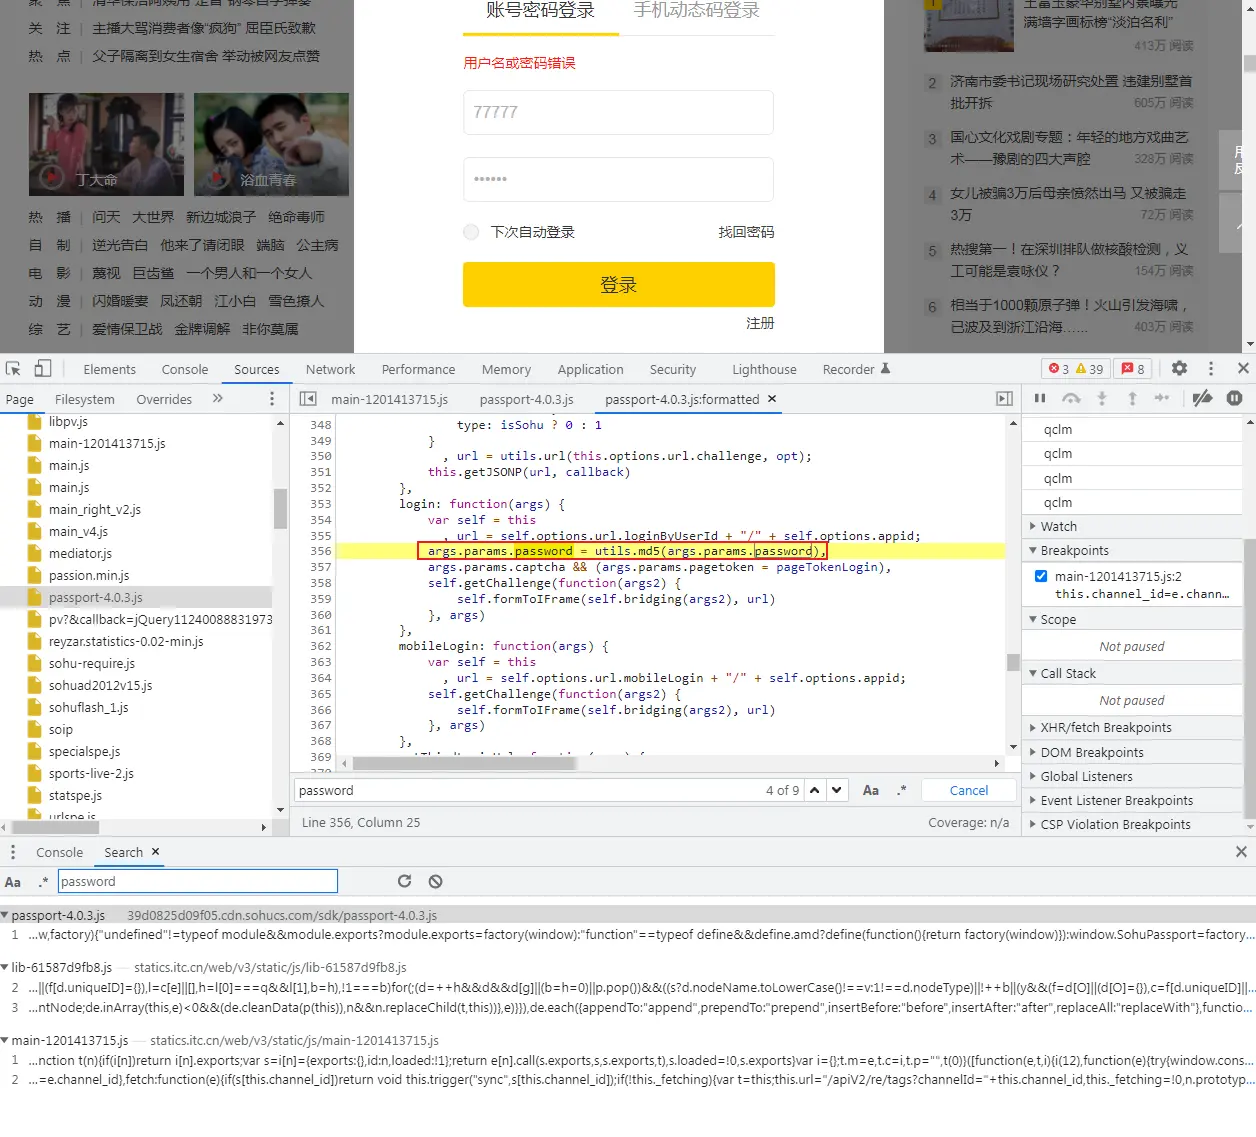 账号密码登录 手机动态码登录
关 注 | 主播大骂消费者像“疯狗” 屈臣氏致歉
热 点 | 父子隔离到女生宿舍 举动被网友点赞
丁大命 浴血青春
热 播 | 问天 大世界 新边城浪子 绝命毒师
自 制 | 逆光告白 他来了请闭眼 端脑 公主病
电 影 | 蔑视 巨齿鲨 一个男人和一个女人
动 漫 | 闪婚暖妻 凤还朝 江小白 雪色撩人
综 艺 | 爱情保卫战 金牌调解 非你莫属
用户名或密码错误
77777
••••••
下次自动登录 找回密码
登录
注册
1
王富玉豪华别墅内景曝光
满墙字画标榜“淡泊名利”
413万 阅读
2 济南市委书记现场研究处置 违建别墅首
批开拆 605万 阅读
3 国心文化戏剧专题：年轻的地方戏曲艺
术——豫剧的四大声腔 328万 阅读
4 女儿被骗3万后母亲愤然出马 又被骗走
3万 72万 阅读
5 热搜第一！在深圳排队做核酸检测，义
工可能是袁咏仪？ 154万 阅读
6 相当于1000颗原子弹！火山引发海啸，
已波及到浙江沿海…... 403万 阅读
Elements Console Sources Network Performance Memory Application Security Lighthouse Recorder 3 39 8
Page Filesystem Overrides » main-1201413715.js passport-4.0.3.js passport-4.0.3.js:formatted ×
libpv.js
main-1201413715.js
main.js
main.js
main_right_v2.js
main_v4.js
mediator.js
passion.min.js
passport-4.0.3.js
pv?&callback=jQuery11240088831973
reyzar.statistics-0.02-min.js
sohu-require.js
sohuad2012v15.js
sohuflash_1.js
soip
specialspe.js
sports-live-2.js
statspe.js
urlspe.js
348 type: isSohu ? 0 : 1
349 }
350 , url = utils.url(this.options.url.challenge, opt);
351 this.getJSONP(url, callback)
352 },
353 login: function(args) {
354 var self = this
355 , url = self.options.url.loginByUserId + "/" + self.options.appid;
356 args.params.password = utils.md5(args.params.password),
357 args.params.captcha && (args.params.pagetoken = pageTokenLogin),
358 self.getChallenge(function(args2) {
359 self.formToIFrame(self.bridging(args2), url)
360 }, args)
361 },
362 mobileLogin: function(args) {
363 var self = this
364 , url = self.options.url.mobileLogin + "/" + self.options.appid;
365 self.getChallenge(function(args2) {
366 self.formToIFrame(self.bridging(args2), url)
367 }, args)
368 },
369
password 4 of 9 Aa .* Cancel
Line 356, Column 25 Coverage: n/a
qclm
qclm
qclm
qclm
Watch
Breakpoints
main-1201413715.js:2
this.channel_id=e.chann…
Scope
Not paused
Call Stack
Not paused
XHR/fetch Breakpoints
DOM Breakpoints
Global Listeners
Event Listener Breakpoints
CSP Violation Breakpoints
Console Search ×
Aa .* password
passport-4.0.3.js 39d0825d09f05.cdn.sohucs.com/sdk/passport-4.0.3.js
1 …w,factory){"undefined"!=typeof module&&module.exports?module.exports=factory(window):"function"==typeof define&&define.amd?define(function(){return factory(window)}):window.SohuPassport=factory…
lib-61587d9fb8.js — statics.itc.cn/web/v3/static/js/lib-61587d9fb8.js
2 …||(f[d.uniqueID]={}),l=c[e]||[],h=l[0]===q&&l[1],b=h),!1===b)for(;(d=++h&&d&&d[g]||(b=h=0)||p.pop())&&((s?d.nodeName.toLowerCase()!==v:1!==d.nodeType)||!++b||(y&&(f=d[O]||(d[O]={}),c=f[d.uniqueID]||…
3 …ntNode;de.inArray(this,e)<0&&(de.cleanData(p(this)),n&&n.replaceChild(t,this))},e)}}),de.each({appendTo:"append",prependTo:"prepend",insertBefore:"before",insertAfter:"after",replaceAll:"replaceWith"},functio…
main-1201413715.js — statics.itc.cn/web/v3/static/js/main-1201413715.js
1 …nction t(n){if(i[n])return i[n].exports;var s=i[n]={exports:{},id:n,loaded:!1};return e[n].call(s.exports,s,s.exports,t),s.loaded=!0,s.exports}var i={};t.m=e,t.c=i,t.p="",t(0)}([function(e,t,i){i(12),function(e){try{window.cons…
2 …=e.channel_id},fetch:function(e){if(s[this.channel_id])return void this.trigger("sync",s[this.channel_id]);if(!this._fetching){var t=this;this.url="/apiV2/re/tags?channelId="+this.channel_id,this._fetching=!0,n.prototyp…